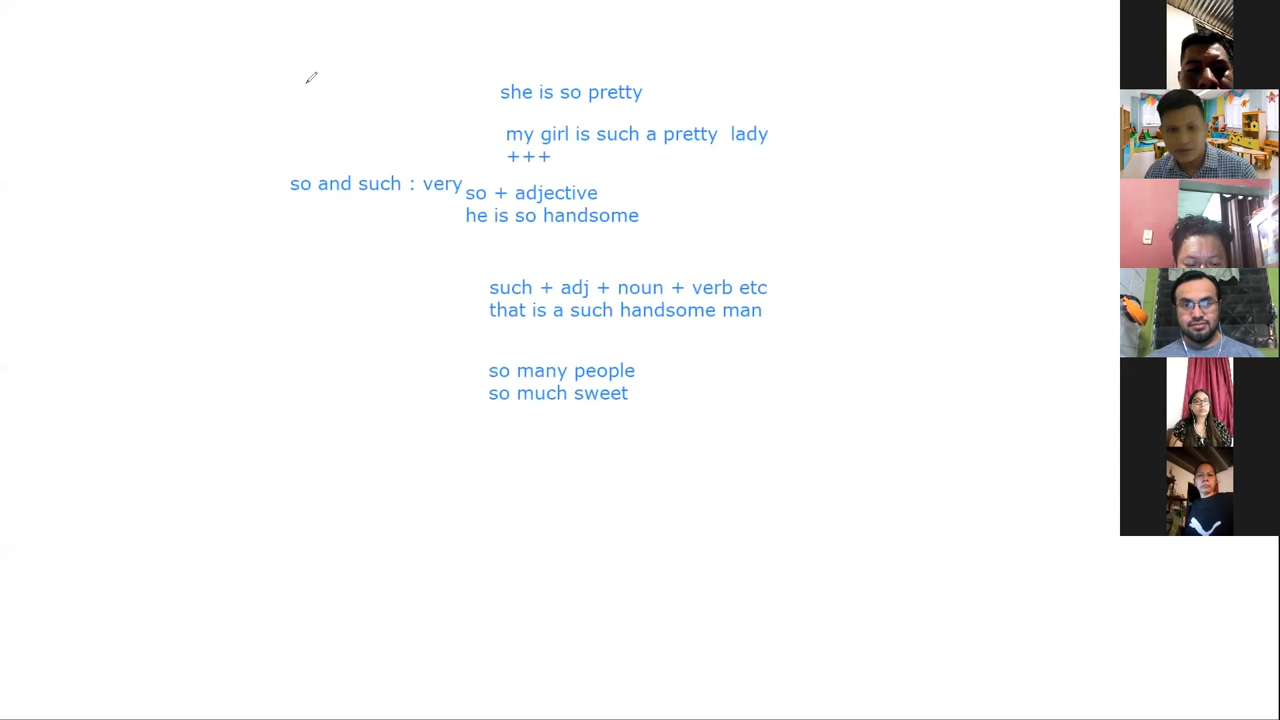 she is so pretty
my girl is such a pretty lady
+++
so and such : very
so + adjective
he is so handsome
such + adj + noun + verb etc
that is a such handsome man
so many people
so much sweet